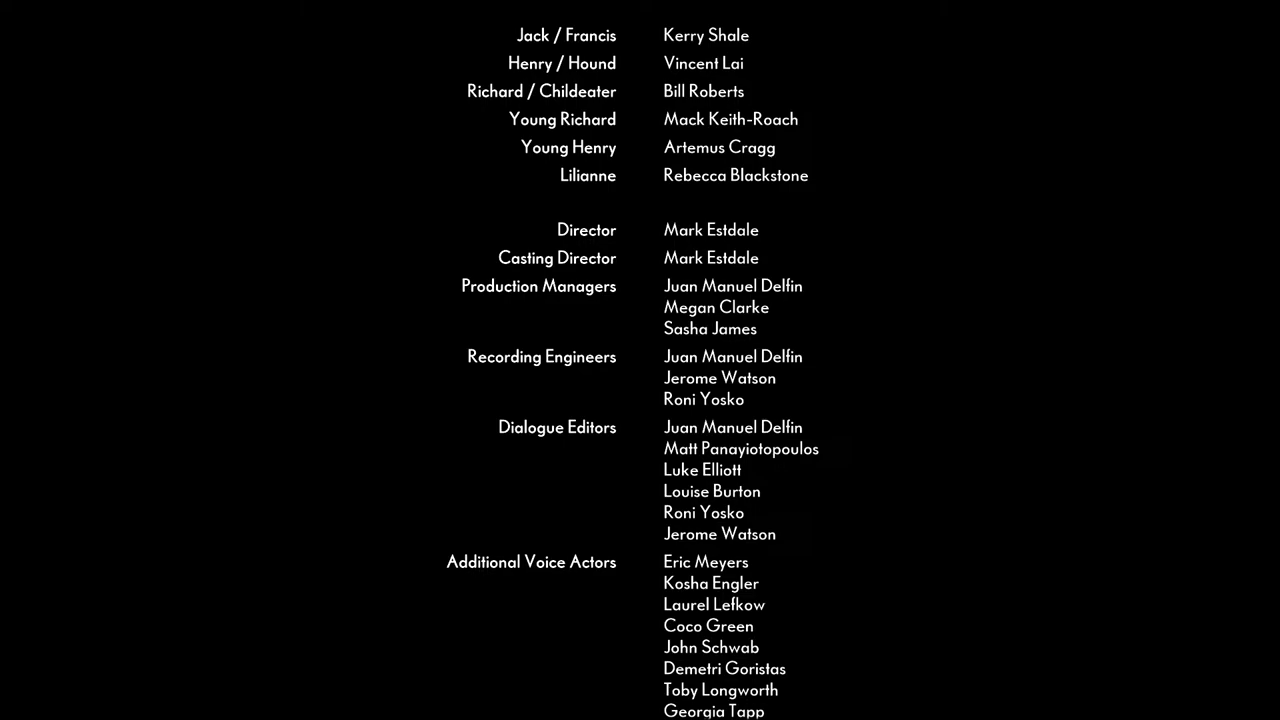 Jack / Francis Kerry Shale
Henry / Hound Vincent Lai
Richard / Childeater Bill Roberts
Young Richard Mack Keith-Roach
Young Henry Artemus Cragg
Lilianne Rebecca Blackstone
Director Mark Estdale
Casting Director Mark Estdale
Production Managers Juan Manuel Delfin
Megan Clarke
Sasha James
Recording Engineers Juan Manuel Delfin
Jerome Watson
Roni Yosko
Dialogue Editors Juan Manuel Delfin
Matt Panayiotopoulos
Luke Elliott
Louise Burton
Roni Yosko
Jerome Watson
Additional Voice Actors Eric Meyers
Kosha Engler
Laurel Lefkow
Coco Green
John Schwab
Demetri Goristas
Toby Longworth
Georgia Tapp